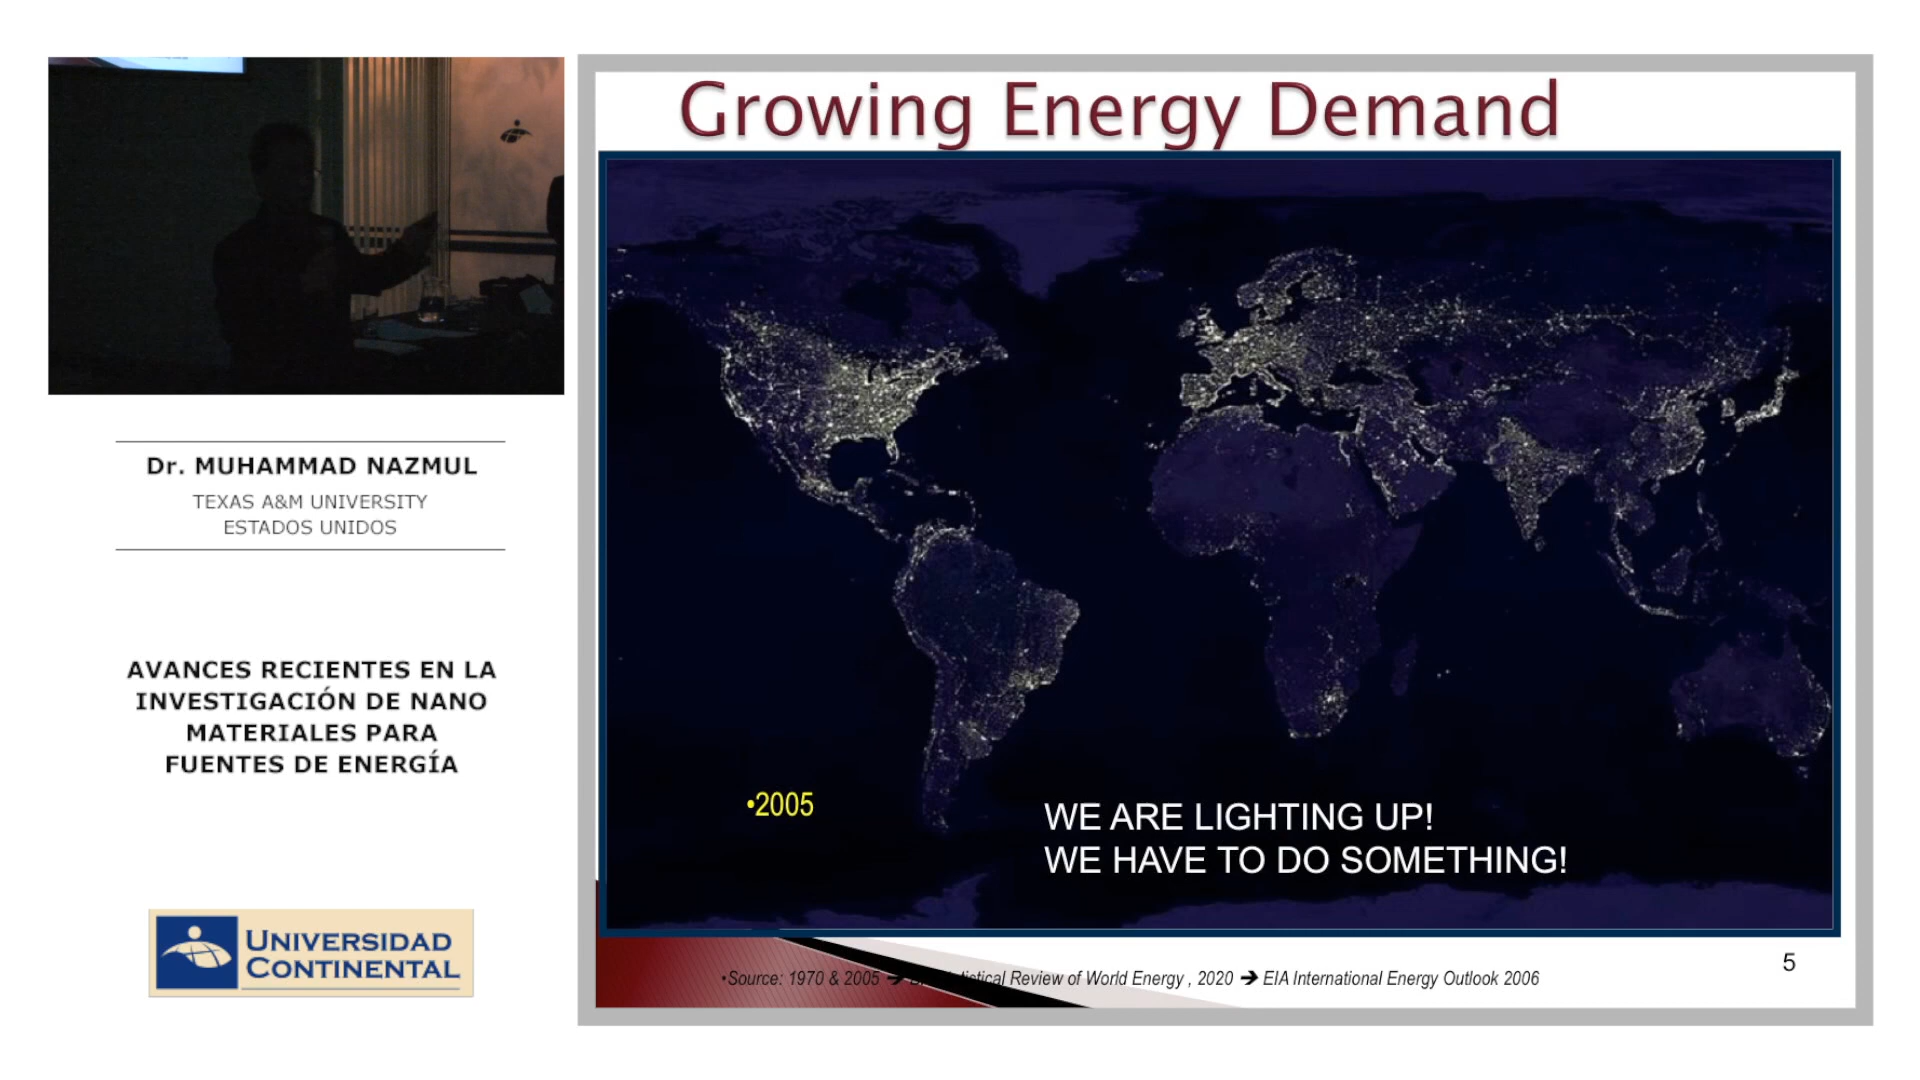 Dr. MUHAMMAD NAZMUL
TEXAS A&M UNIVERSITY
ESTADOS UNIDOS
AVANCES RECIENTES EN LA
INVESTIGACIÓN DE NANO
MATERIALES PARA
FUENTES DE ENERGÍA
UNIVERSIDAD
CONTINENTAL
Growing Energy Demand
•2005
WE ARE LIGHTING UP!
WE HAVE TO DO SOMETHING!
•Source: 1970 & 2005 ➔ Review of World Energy , 2020 ➔ EIA International Energy Outlook 2006
5